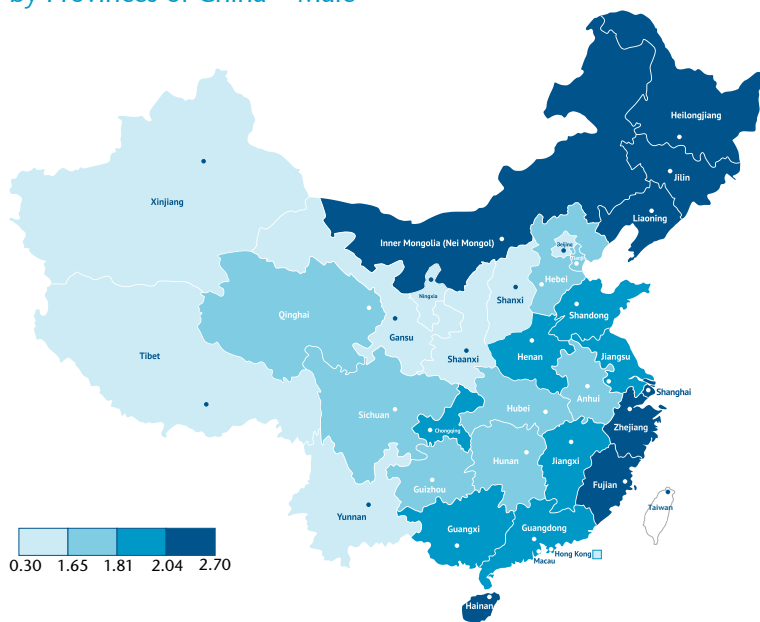 by Provinces of China – Male
Heilongjiang
Jilin
Liaoning
Xinjiang
Inner Mongolia (Nei Mongol)
Beijing
Hebei
Ningxia
Shanxi
Qinghai
Shandong
Gansu
Tibet
Shaanxi
Henan
Jiangsu
Shanghai
Anhui
Sichuan
Hubei
Chongqing
Zhejiang
Hunan
Jiangxi
Guizhou
Fujian
Yunnan
Taiwan
Guangxi
Guangdong
Hong Kong
Macau
0.30 1.65 1.81 2.04 2.70
Hainan